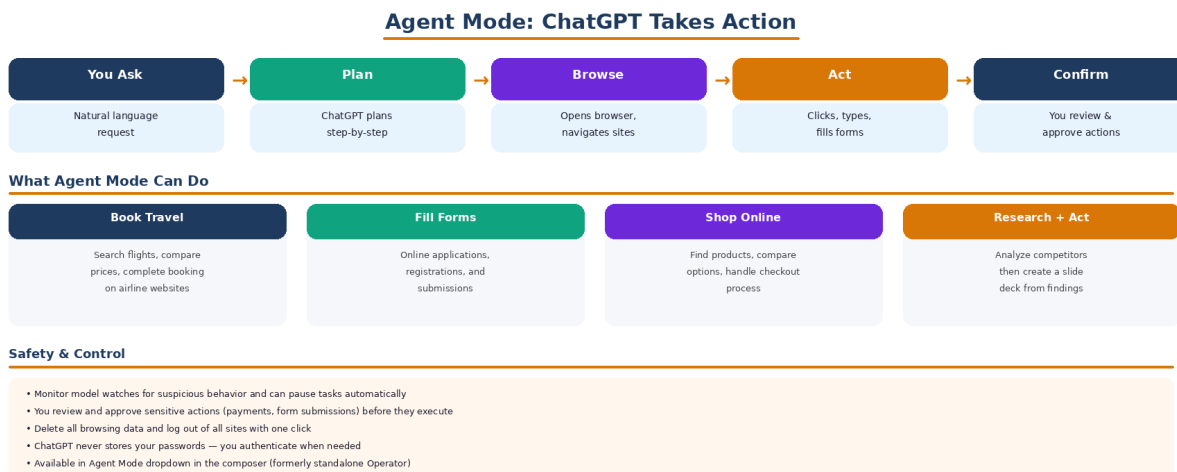 Agent Mode: ChatGPT Takes Action
You Ask → Plan → Browse → Act → Confirm
Natural language
request
ChatGPT plans
step-by-step
Opens browser,
navigates sites
Clicks, types,
fills forms
You review &
approve actions
What Agent Mode Can Do
Book Travel
Search flights, compare
prices, complete booking
on airline websites
Fill Forms
Online applications,
registrations, and
submissions
Shop Online
Find products, compare
options, handle checkout
process
Research + Act
Analyze competitors
then create a slide
deck from findings
Safety & Control
• Monitor model watches for suspicious behavior and can pause tasks automatically
• You review and approve sensitive actions (payments, form submissions) before they execute
• Delete all browsing data and log out of all sites with one click
• ChatGPT never stores your passwords — you authenticate when needed
• Available in Agent Mode dropdown in the composer (formerly standalone Operator)